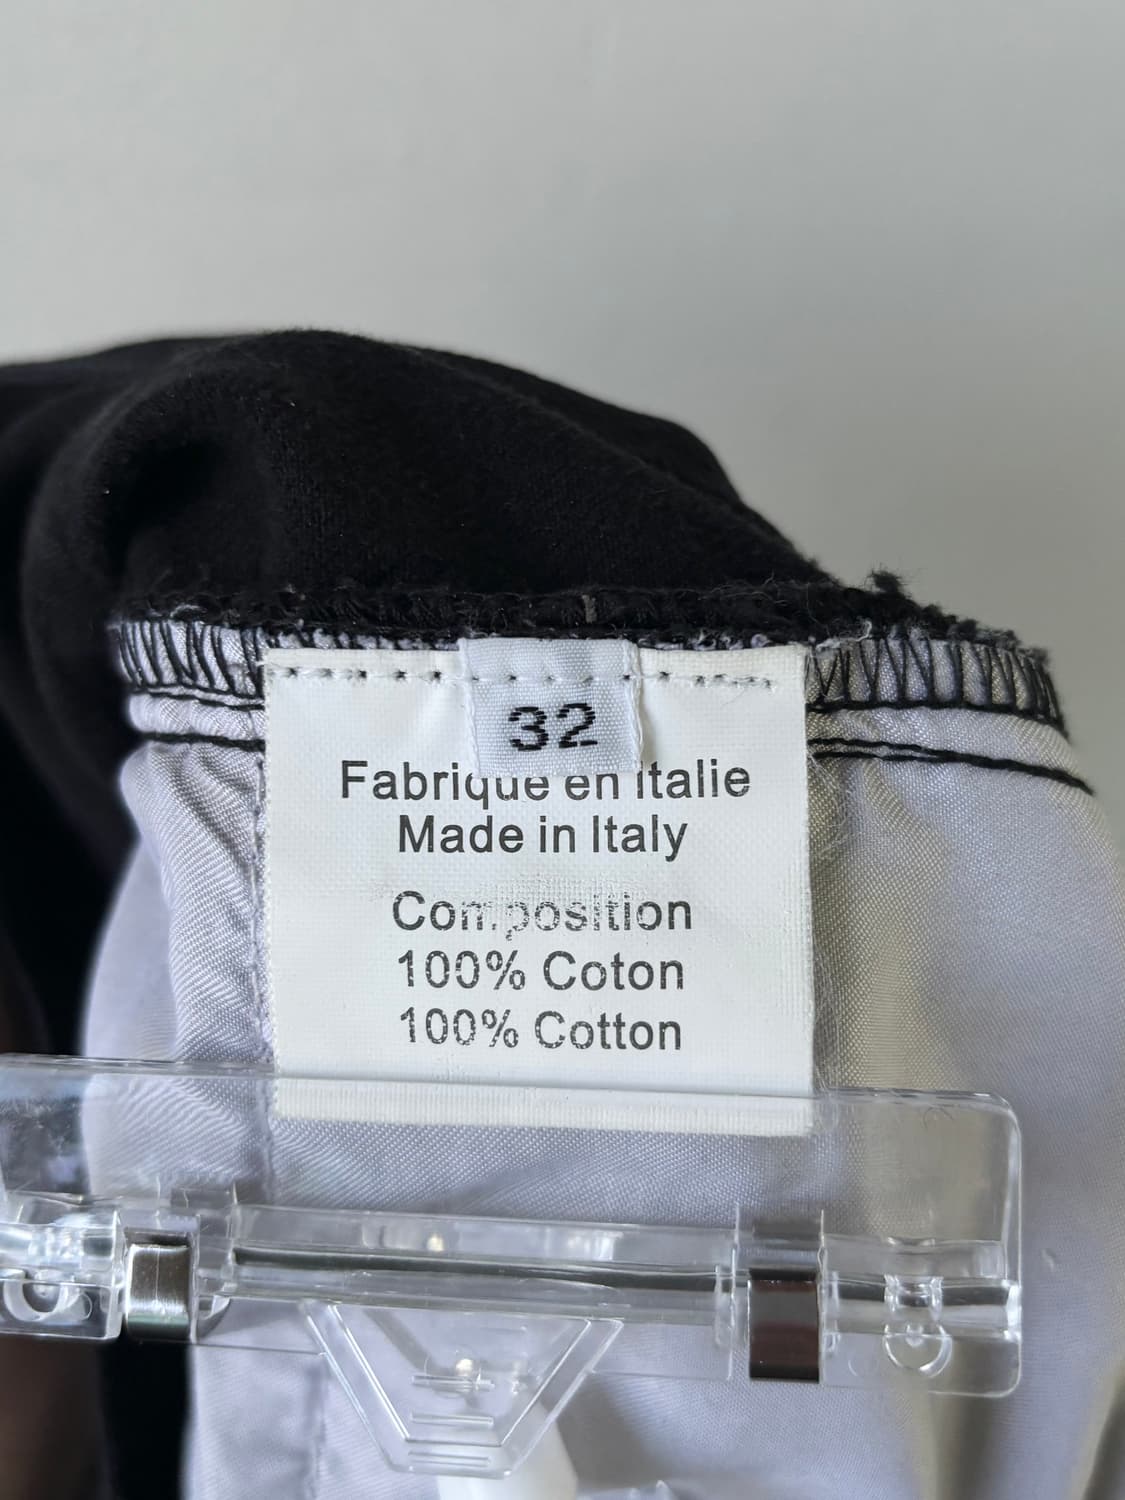 32
Fabrique en Italie
Made in Italy
Composition
100% Coton
100% Cotton